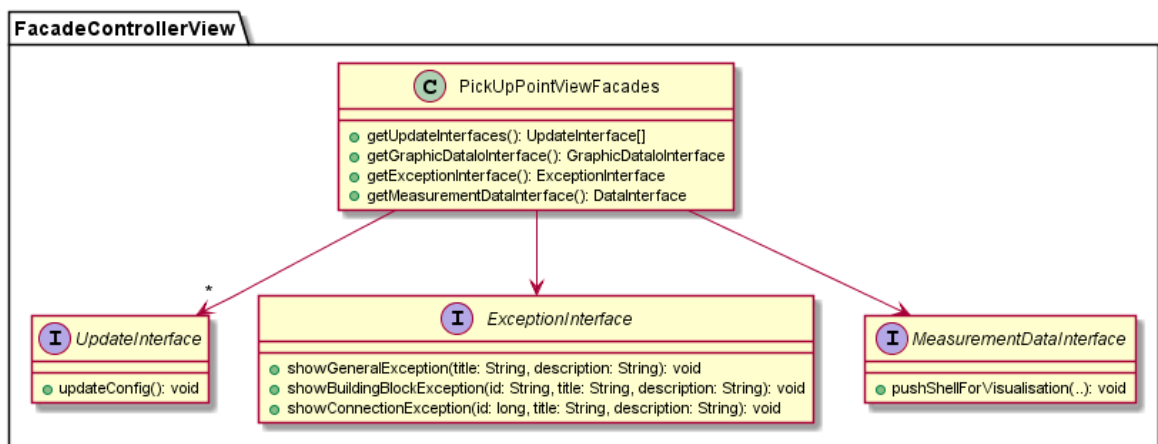 FacadeControllerView
C PickUpPointViewFacades
getUpdateInterfaces(): UpdateInterface[]
getGraphicDataIoInterface(): GraphicDataIoInterface
getExceptionInterface(): ExceptionInterface
getMeasurementDataInterface(): DataInterface
*
I UpdateInterface
updateConfig(): void
I ExceptionInterface
showGeneralException(title: String, description: String): void
showBuildingBlockException(id: String, title: String, description: String): void
showConnectionException(id: long, title: String, description: String): void
I MeasurementDataInterface
pushShellForVisualisation(..): void